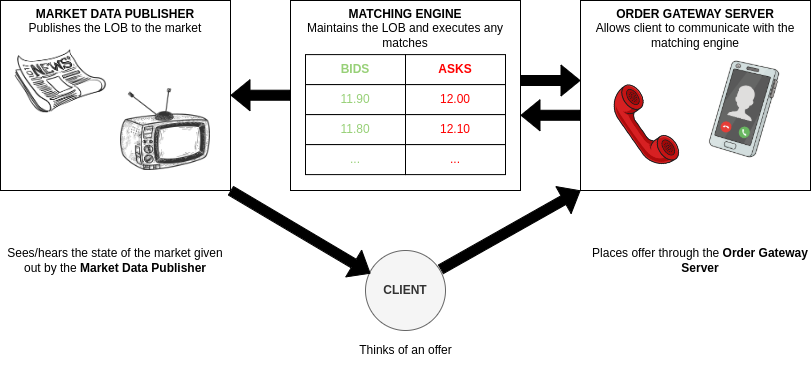 MARKET DATA PUBLISHER
Publishes the LOB to the market
NEWS
MATCHING ENGINE
Maintains the LOB and executes any
matches
BIDS ASKS
11.90 12.00
11.80 12.10
... ...
ORDER GATEWAY SERVER
Allows client to communicate with the
matching engine
Sees/hears the state of the market given
out by the Market Data Publisher
CLIENT
Thinks of an offer
Places offer through the Order Gateway
Server